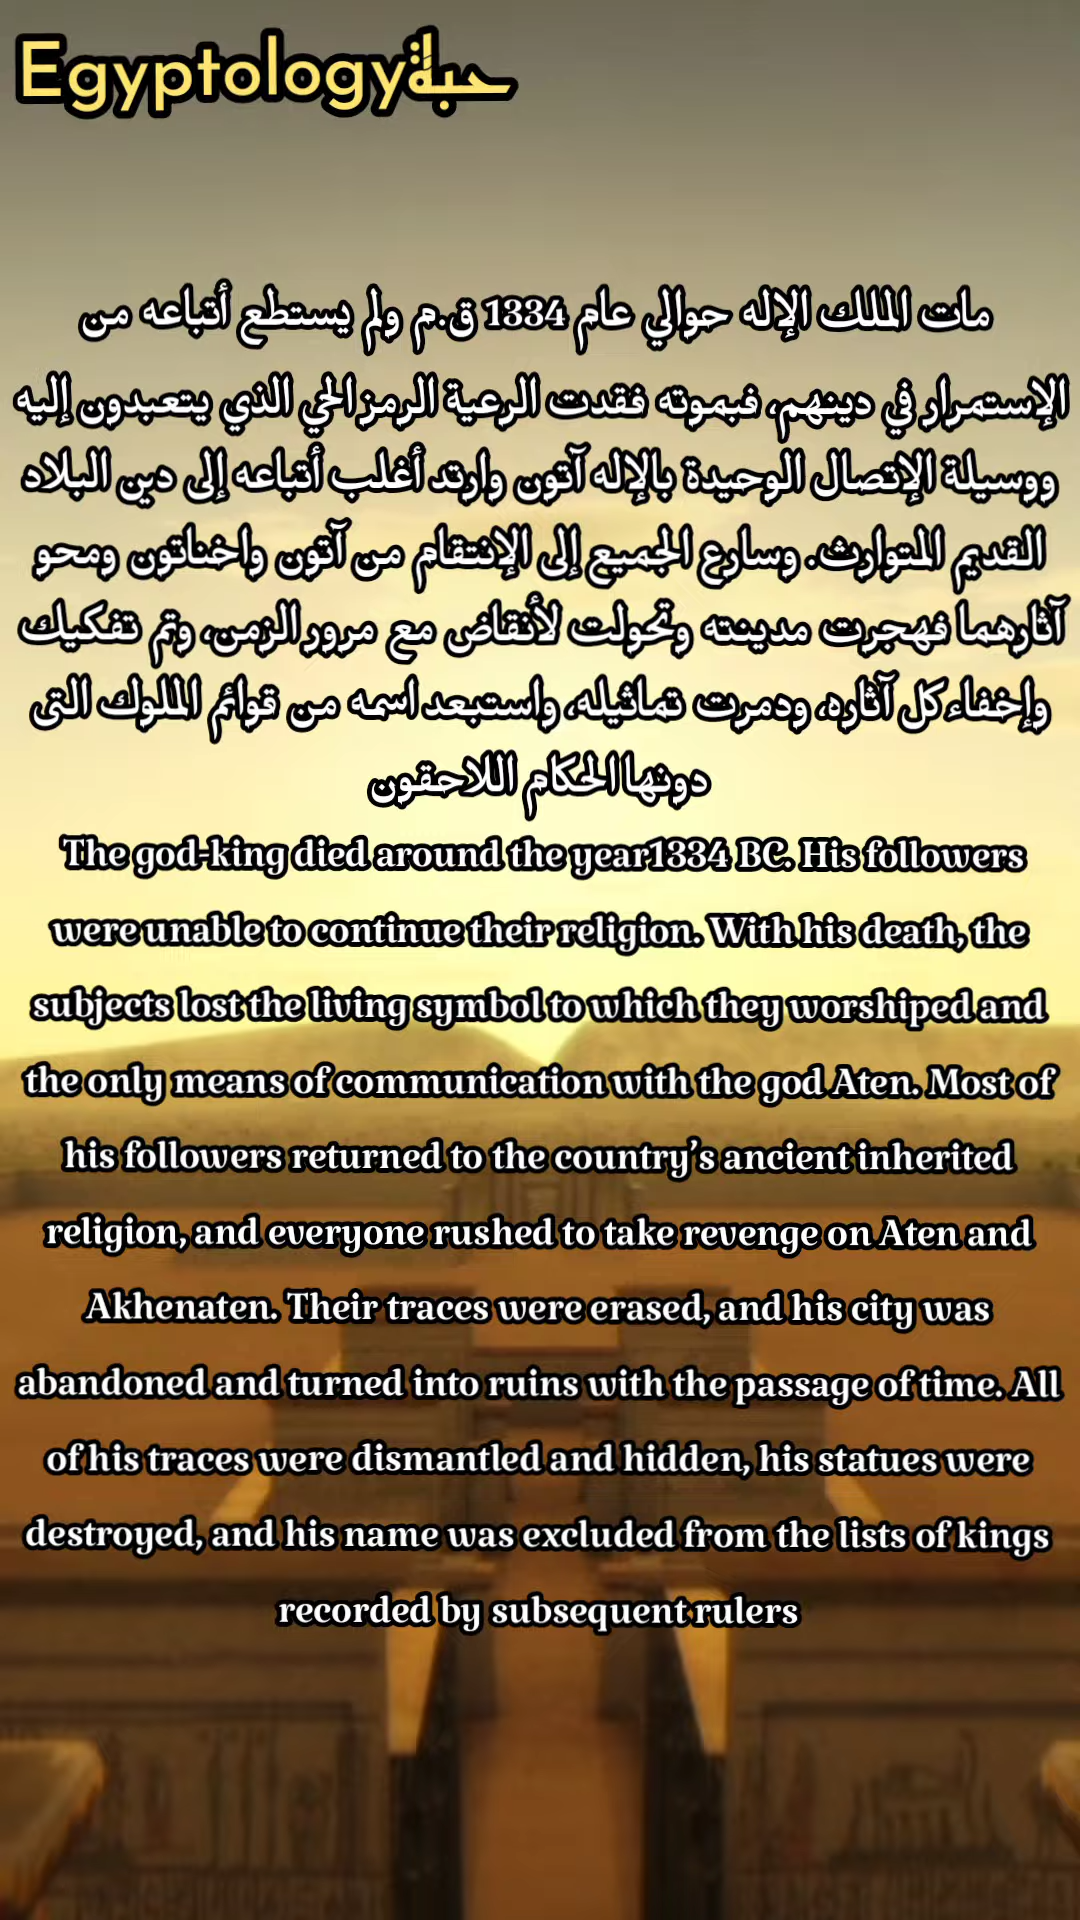 Egyptologyحبة
مات الملك الإله حوالي عام 1334 ق.م ولم يستطع أتباعه من
الإستمرار في دينهم، فبموته فقدت الرعية الرمز الحي الذي يتعبدون إليه
ووسيلة الإتصال الوحيدة بالإله آتون وارتد أغلب أتباعه إلى دين البلاد
القديم المتوارث. وسارع الجميع إلى الإنتقام من آتون واخناتون ومحو
آثارهما فهجرت مدينته وتحولت لأنقاض مع مرور الزمن، وتم تفكيك
وإخفاء كل آثاره، ودمرت تماثيله، واستبعد اسمه من قوائم الملوك التى
دونها الحكام اللاحقون
The god-king died around the year1334 BC. His followers
were unable to continue their religion. With his death, the
subjects lost the living symbol to which they worshiped and
the only means of communication with the god Aten. Most of
his followers returned to the country's ancient inherited
religion, and everyone rushed to take revenge on Aten and
Akhenaten. Their traces were erased, and his city was
abandoned and turned into ruins with the passage of time. All
of his traces were dismantled and hidden, his statues were
destroyed, and his name was excluded from the lists of kings
recorded by subsequent rulers